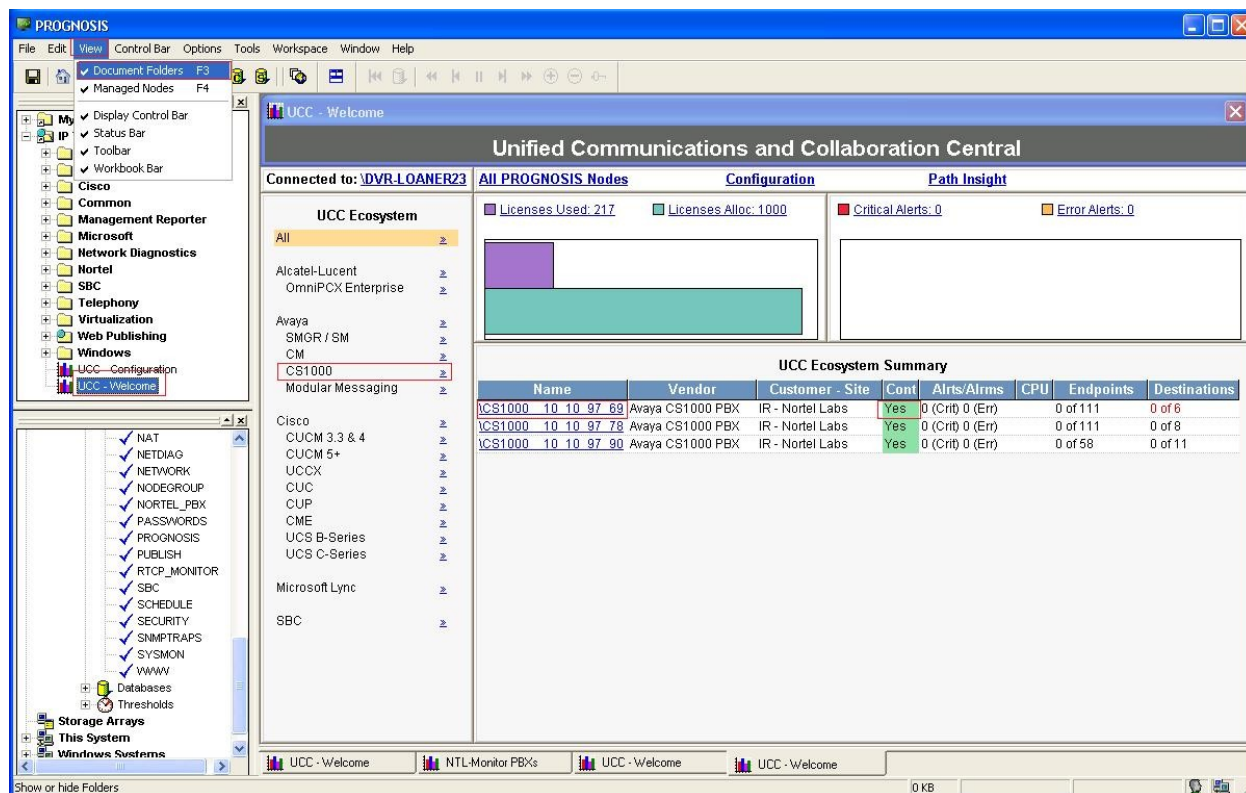 PROGNOSIS
File Edit View Control Bar Options Tools Workspace Window Help
Document Folders F3
Managed Nodes F4
Display Control Bar
Status Bar
Toolbar
Workbook Bar
My
IP
Cisco
Common
Management Reporter
Microsoft
Network Diagnostics
Nortel
SBC
Telephony
Virtualization
Web Publishing
Windows
UCC - Configuration
UCC - Welcome
NAT
NETDIAG
NETWORK
NODEGROUP
NORTEL_PBX
PASSWORDS
PROGNOSIS
PUBLISH
RTCP_MONITOR
SBC
SCHEDULE
SECURITY
SNMPTRAPS
SYSMON
WWW
Databases
Thresholds
Storage Arrays
This System
Windows Systems
UCC - Welcome
Unified Communications and Collaboration Central
Connected to: \DVR-LOANER23 All PROGNOSIS Nodes Configuration Path Insight
UCC Ecosystem
All »
Alcatel-Lucent »
OmniPCX Enterprise »
Avaya »
SMGR / SM »
CM »
CS1000 »
Modular Messaging »
Cisco »
CUCM 3.3 & 4 »
CUCM 5+ »
UCCX »
CUC »
CUP »
CME »
UCS B-Series »
UCS C-Series »
Microsoft Lync »
SBC »
Licenses Used: 217 Licenses Alloc: 1000 Critical Alerts: 0 Error Alerts: 0
UCC Ecosystem Summary
Name Vendor Customer - Site Cont Alrts/Alrms CPU Endpoints Destinations
\CS1000 10 10 97 69 Avaya CS1000 PBX IR - Nortel Labs Yes 0 (Crit) 0 (Err) 0 of 111 0 of 6
\CS1000 10 10 97 78 Avaya CS1000 PBX IR - Nortel Labs Yes 0 (Crit) 0 (Err) 0 of 111 0 of 8
\CS1000 10 10 97 90 Avaya CS1000 PBX IR - Nortel Labs Yes 0 (Crit) 0 (Err) 0 of 58 0 of 11
UCC - Welcome NTL-Monitor PBXs UCC - Welcome UCC - Welcome
Show or hide Folders 0 KB